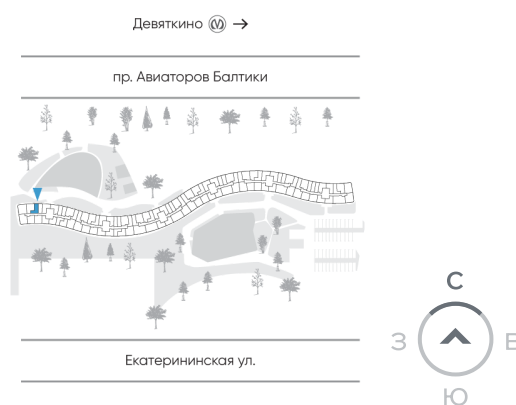 Девяткино М →
пр. Авиаторов Балтики
Екатерининская ул.
С
З
В
Ю